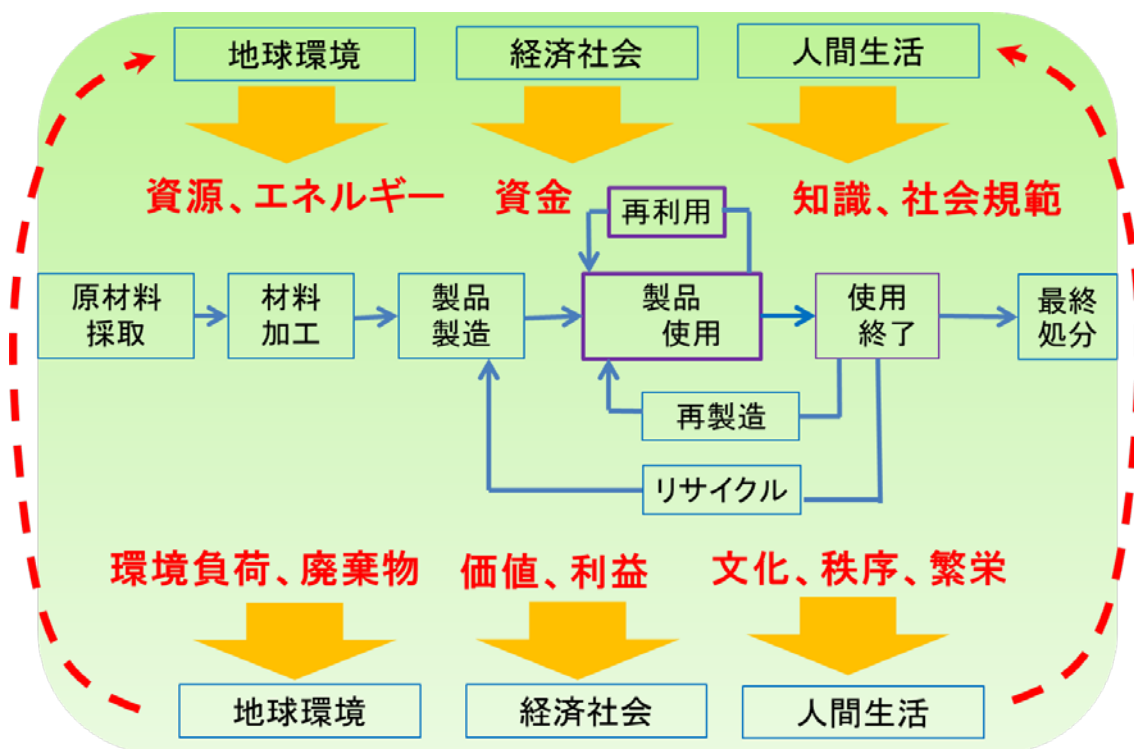 地球環境
経済社会
人間生活
資源、エネルギー
資金
知識、社会規範
再利用
原材料
採取
材料
加工
製品
製造
製品
使用
使用
終了
最終
処分
再製造
リサイクル
環境負荷、廃棄物
価値、利益
文化、秩序、繁栄
地球環境
経済社会
人間生活